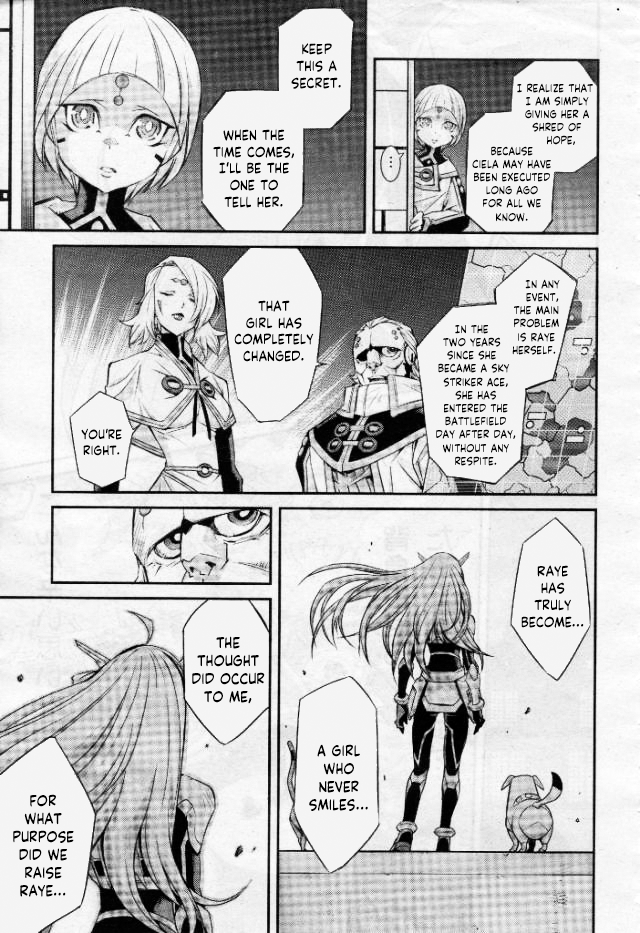 I REALIZE THAT
I AM SIMPLY
GIVING HER A
SHRED OF
HOPE,
BECAUSE
CIELA MAY HAVE
BEEN EXECUTED
LONG AGO
FOR ALL WE
KNOW.
...
KEEP
THIS A
SECRET.
WHEN THE
TIME COMES,
I'LL BE THE
ONE TO
TELL HER.
IN ANY
EVENT,
THE MAIN
PROBLEM
IS RAYE
HERSELF.
IN THE
TWO YEARS
SINCE SHE
BECAME A SKY
STRIKER ACE,
SHE HAS
ENTERED THE
BATTLEFIELD
DAY AFTER DAY,
WITHOUT ANY
RESPITE.
THAT
GIRL HAS
COMPLETELY
CHANGED.
YOU'RE
RIGHT.
RAYE
HAS
TRULY
BECOME...
A GIRL
WHO
NEVER
SMILES...
THE
THOUGHT
DID OCCUR
TO ME,
FOR
WHAT
PURPOSE
DID WE
RAISE
RAYE...